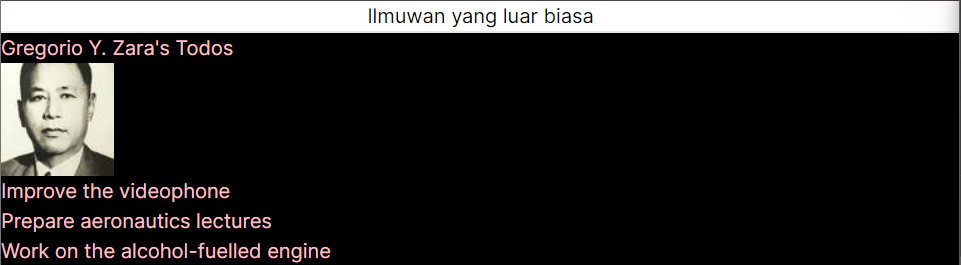 Ilmuwan yang luar biasa
Gregorio Y. Zara's Todos
Improve the videophone
Prepare aeronautics lectures
Work on the alcohol-fuelled engine